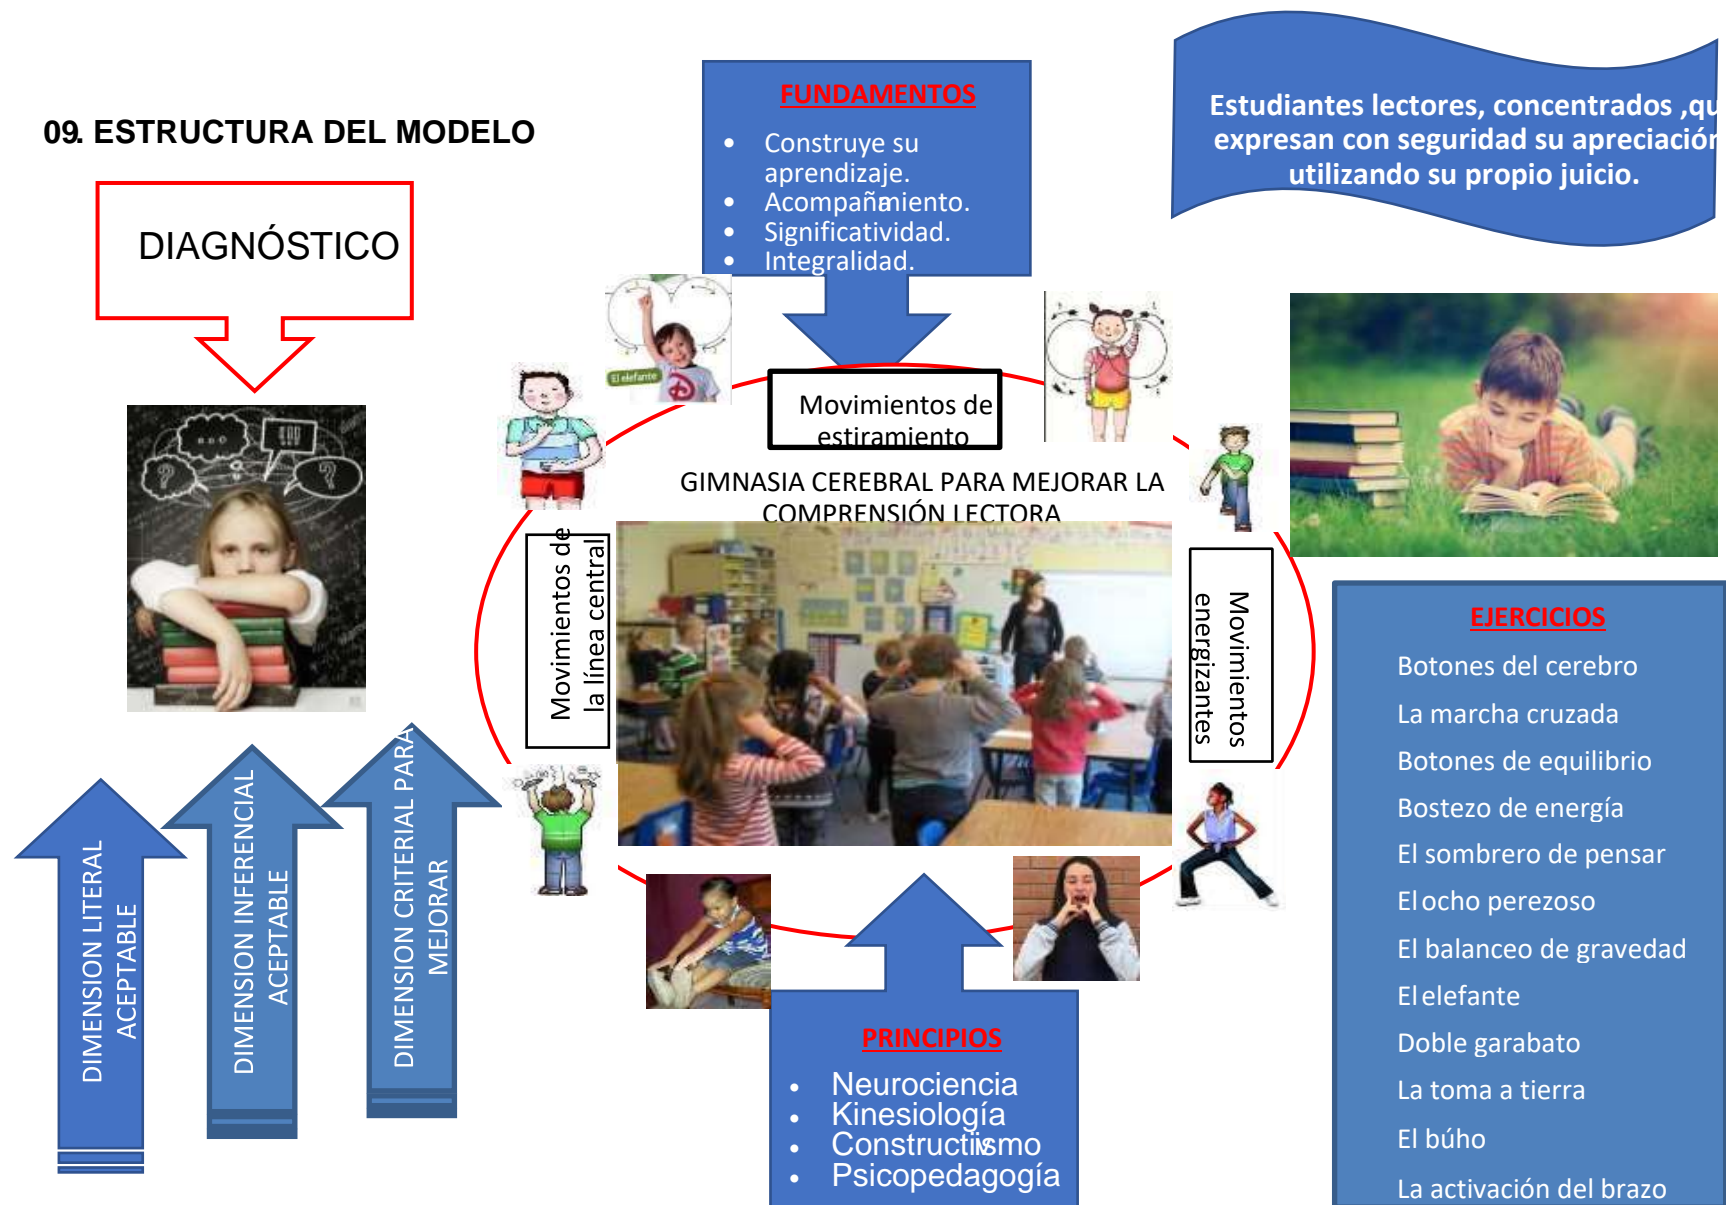 09. ESTRUCTURA DEL MODELO
DIAGNÓSTICO
FUNDAMENTOS
• Construye su
aprendizaje.
• Acompañamiento.
• Significatividad.
• Integralidad.
Estudiantes lectores, concentrados ,qu
expresan con seguridad su apreciación
utilizando su propio juicio.
El elefante
Movimientos de
estiramiento
GIMNASIA CEREBRAL PARA MEJORAR LA
COMPRENSIÓN LECTORA
Movimientos de
la línea central
Movimientos
energizantes
DIMENSION LITERAL
ACEPTABLE
DIMENSION INFERENCIAL
ACEPTABLE
DIMENSION CRITERIAL PARA
MEJORAR
PRINCIPIOS
• Neurociencia
• Kinesiología
• Constructivismo
• Psicopedagogía
EJERCICIOS
Botones del cerebro
La marcha cruzada
Botones de equilibrio
Bostezo de energía
El sombrero de pensar
El ocho perezoso
El balanceo de gravedad
El elefante
Doble garabato
La toma a tierra
El búho
La activación del brazo